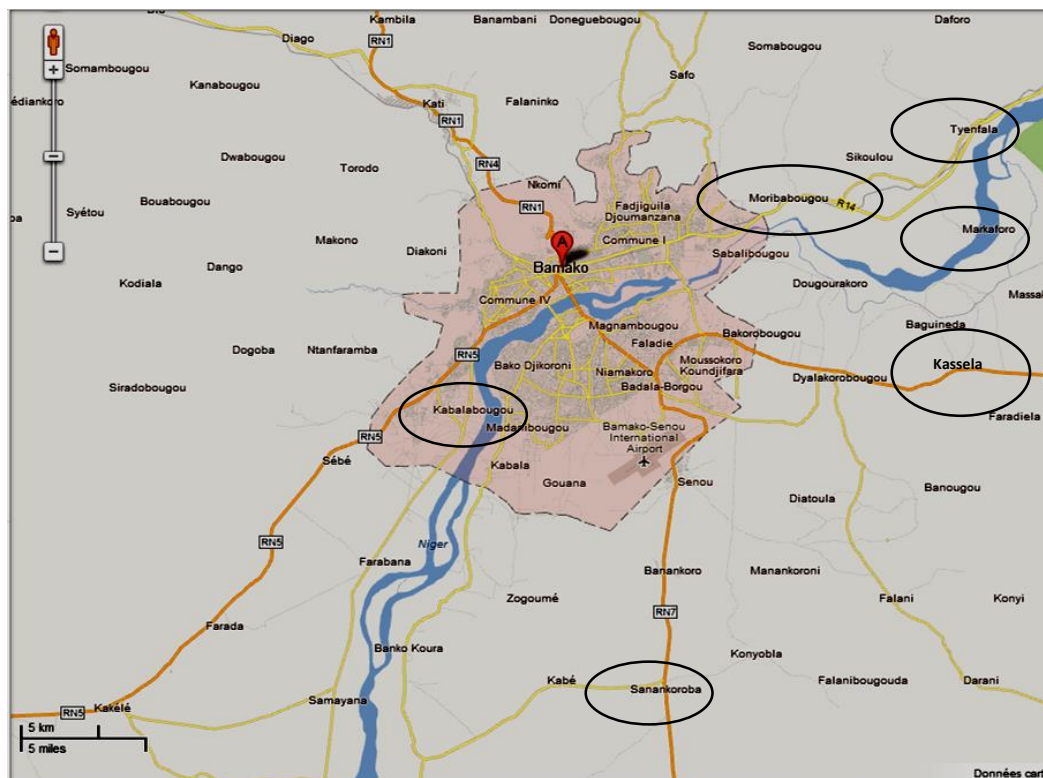 Kambila
Banambani
Doneguebougou
Daforo
Diago
RN1
Somabougou
Somambougou
Safo
Kanabougou
édiankoro
Kati
Falaninko
RN1
Tyenfala
Dwabougou
Torodo
RN4
Sikoulou
Nkomi
Bouabougou
Syétou
RN1
Fadjiguila
Djoumanzana
Moribabougou
R14
Makono
Diakoni
Commune I
Markaforo
A
Sabalibougou
Dango
Bamako
Kodiala
Dougourakoro
Massak
Commune IV
Magnambougou
Baguineda
Bakorobougou
Faladie
Dogoba
Ntanfaramba
RN5
Bako Djikoroni
Niamakoro
Moussokoro
Koundjifara
Kassela
Dyalakorobougou
Siradobougou
Badala-Borgou
Kabalabougou
Faradiela
Madanibougou
Bamako-Senou
International
Airport
RN5
Sébé
Kabala
Gouana
Senou
Banougou
Diatoula
RN5
Niger
Farabana
Banankoro
Manankoroni
Zogoumé
Falani
Konyi
RN7
Farada
Banko Koura
Konyobla
Kabé
Sanankoroba
Falanibougouda
Darani
Samayana
Kakélé
RN5
5 km
5 miles
Données cart